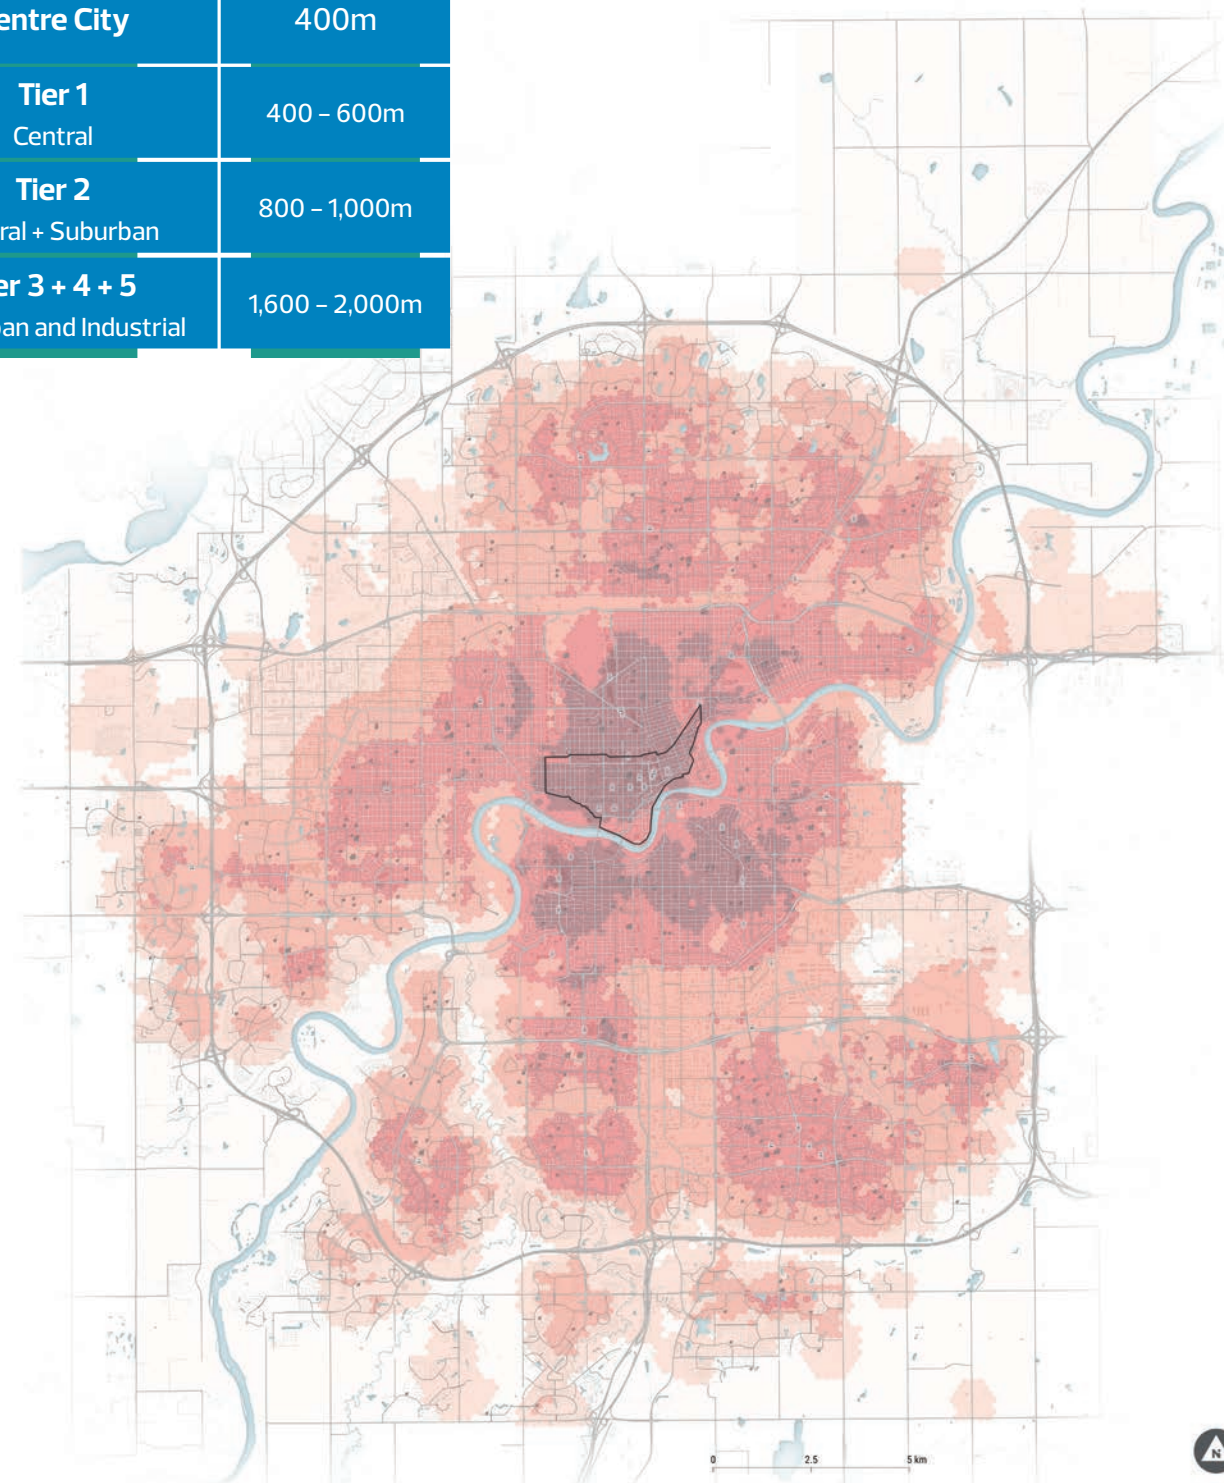 entre City
400m
Tier 1
Central
400 – 600m
Tier 2
ral + Suburban
800 – 1,000m
er 3 + 4 + 5
an and Industrial
1,600 – 2,000m
0 2.5 5 km
N